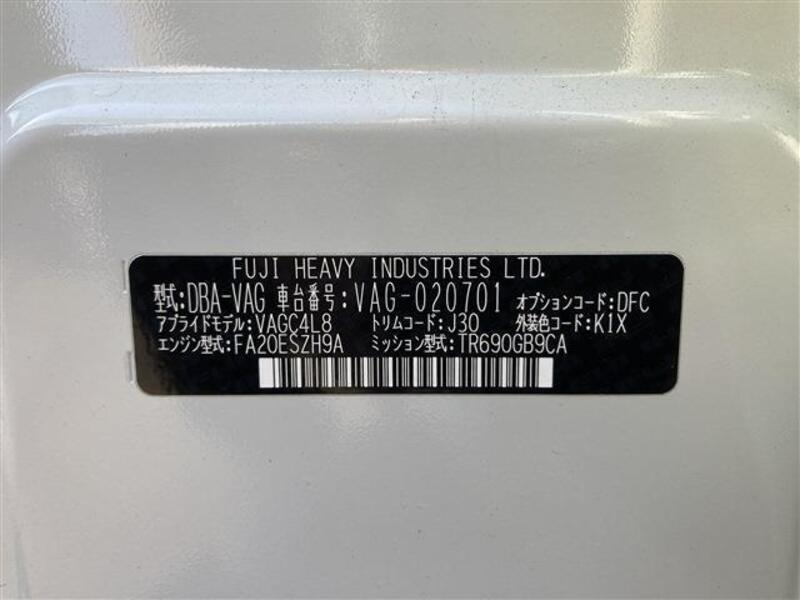 FUJI HEAVY INDUSTRIES LTD.
型式:DBA-VAG 車台番号:VAG-020701 オプションコード:DFC
アプライドモデル:VAGC4L8 トリムコード:J30 外装色コード:K1X
エンジン型式:FA20ESZH9A ミッション型式:TR690GB9CA